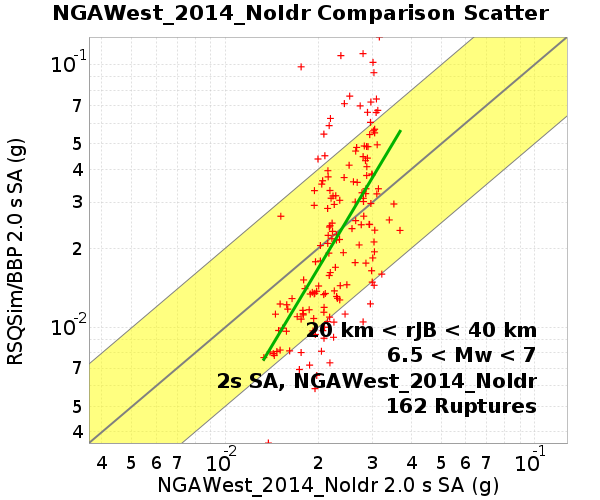 NGAWest_2014_NoIdr Comparison Scatter
RSQSim/BBP 2.0 s SA (g)
10⁻¹
7
5
4
3
2
10⁻²
7
5
4
20 km < rJB < 40 km
6.5 < Mw < 7
2s SA, NGAWest_2014_NoIdr
162 Ruptures
4 5 6 7 10⁻² 2 3 4 5 6 7 10⁻¹
NGAWest_2014_NoIdr 2.0 s SA (g)